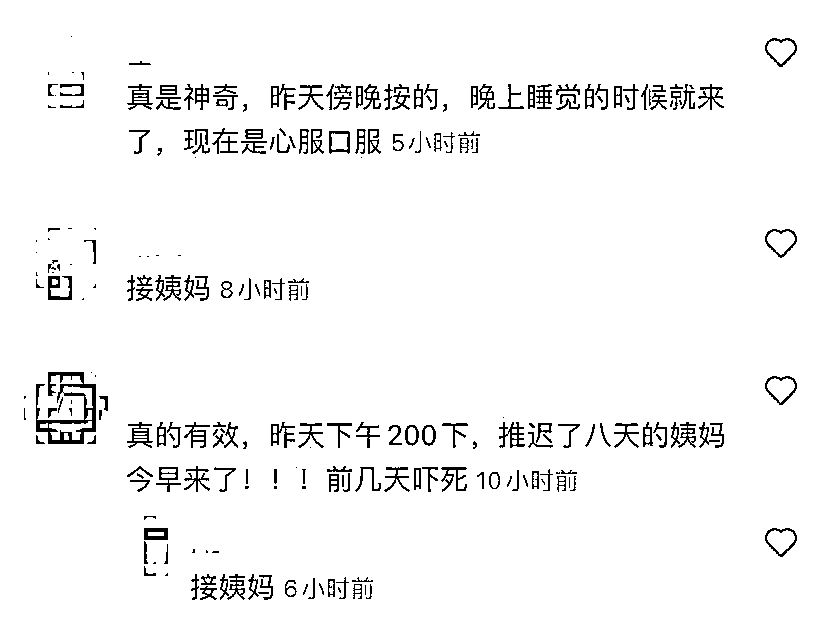 真是神奇，昨天傍晚按的，晚上睡觉的时候就来
了，现在是心服口服 5小时前
接姨妈 8小时前
真的有效，昨天下午200下，推迟了八天的姨妈
今早来了！！！前几天吓死 10小时前
接姨妈 6小时前